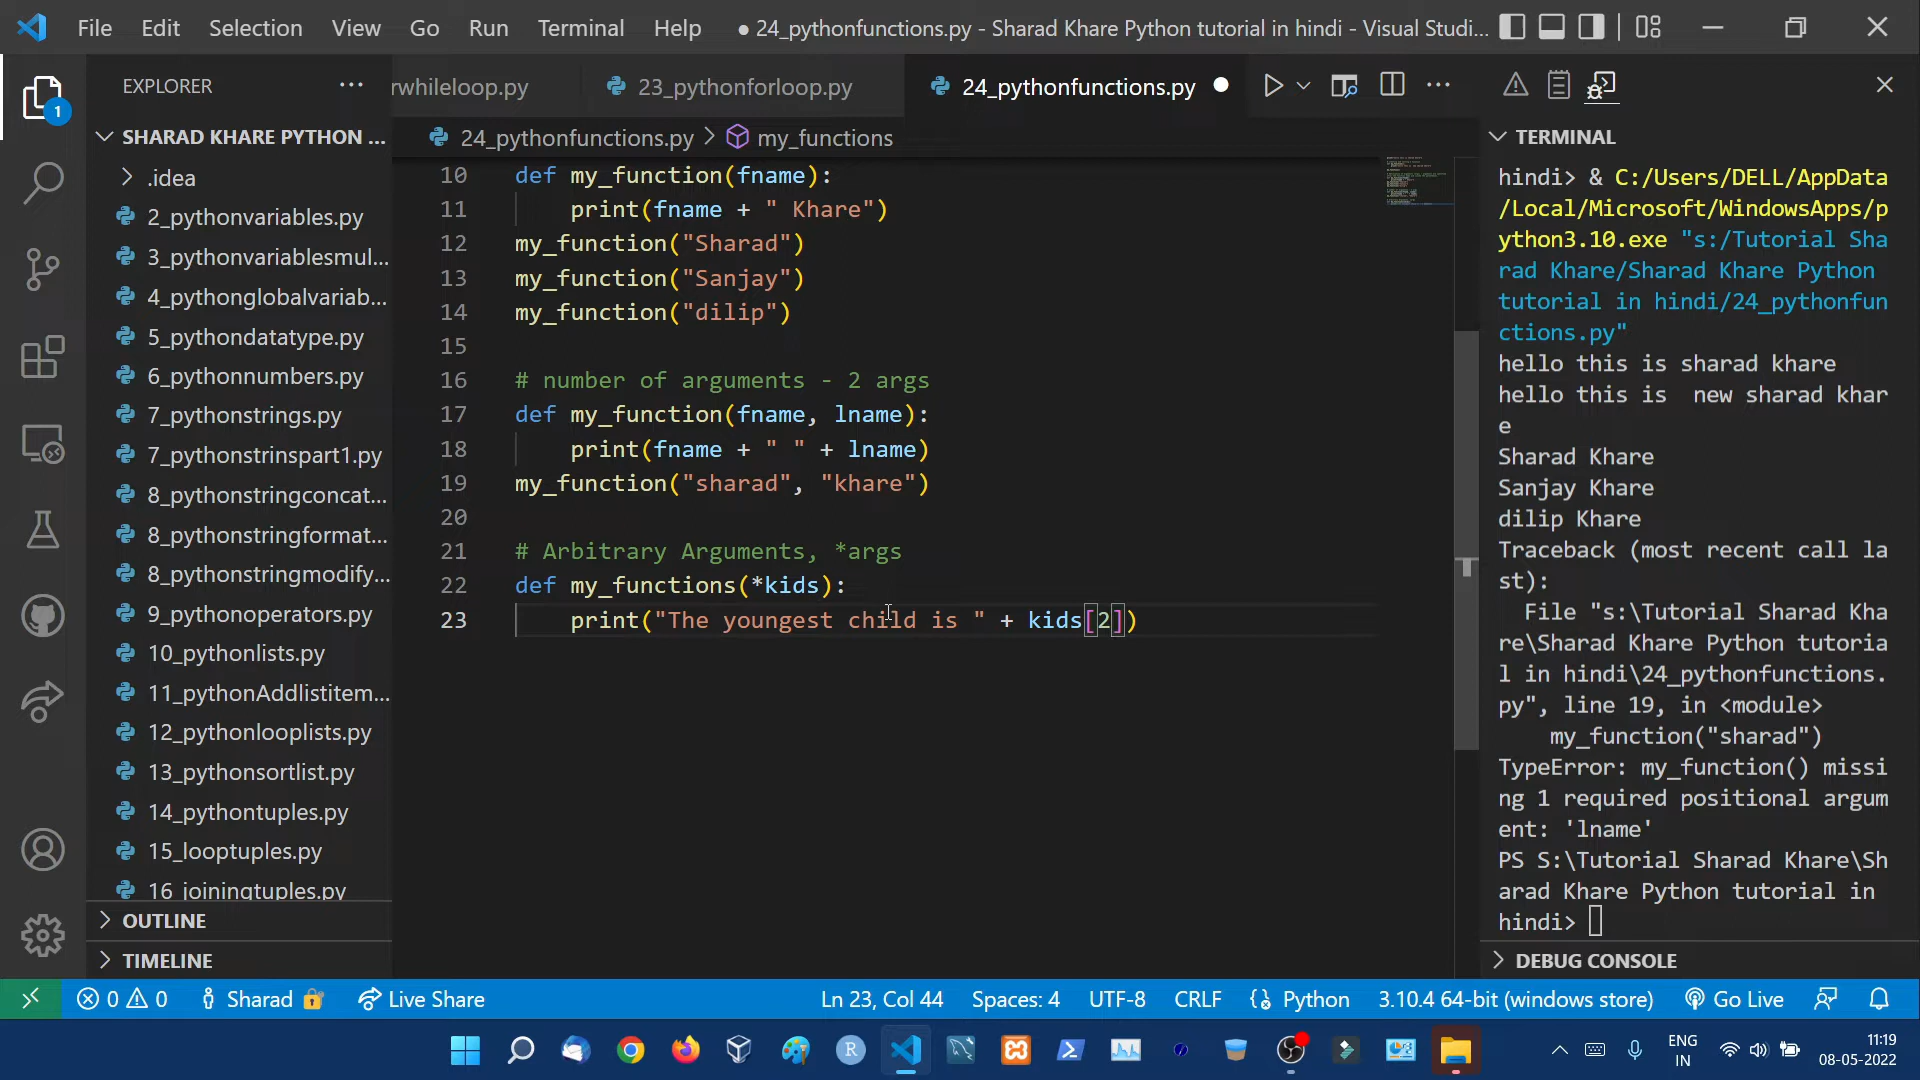 File Edit Selection View Go Run Terminal Help ● 24_pythonfunctions.py - Sharad Khare Python tutorial in hindi - Visual Studi...
EXPLORER ...
rwhileloop.py 23_pythonforloop.py 24_pythonfunctions.py
24_pythonfunctions.py > my_functions
1
SHARAD KHARE PYTHON ...
.idea
2_pythonvariables.py
3_pythonvariablesmul...
4_pythonglobalvariab...
5_pythondatatype.py
6_pythonnumbers.py
7_pythonstrings.py
7_pythonstrinspart1.py
8_pythonstringconcat...
8_pythonstringformat...
8_pythonstringmodify...
9_pythonoperators.py
10_pythonlists.py
11_pythonAddlistitem...
12_pythonlooplists.py
13_pythonsortlist.py
14_pythontuples.py
15_looptuples.py
16_joiningtuples.py
OUTLINE
TIMELINE
10 def my_function(fname):
11 print(fname + " Khare")
12 my_function("Sharad")
13 my_function("Sanjay")
14 my_function("dilip")
15
16 # number of arguments - 2 args
17 def my_function(fname, lname):
18 print(fname + " " + lname)
19 my_function("sharad", "khare")
20
21 # Arbitrary Arguments, *args
22 def my_functions(*kids):
23 print("The youngest child is " + kids[2])
TERMINAL
hindi> & C:/Users/DELL/AppData
/Local/Microsoft/WindowsApps/p
ython3.10.exe "s:/Tutorial Sha
rad Khare/Sharad Khare Python
tutorial in hindi/24_pythonfun
ctions.py"
hello this is sharad khare
hello this is  new sharad khar
e
Sharad Khare
Sanjay Khare
dilip Khare
Traceback (most recent call la
st):
File "s:\Tutorial Sharad Kha
re\Sharad Khare Python tutoria
l in hindi\24_pythonfunctions.
py", line 19, in <module>
my_function("sharad")
TypeError: my_function() missi
ng 1 required positional argum
ent: 'lname'
PS S:\Tutorial Sharad Khare\Sh
arad Khare Python tutorial in
hindi>
DEBUG CONSOLE
0 0 Sharad Live Share Ln 23, Col 44 Spaces: 4 UTF-8 CRLF Python 3.10.4 64-bit (windows store) Go Live
R ENG 11:19
IN 08-05-2022